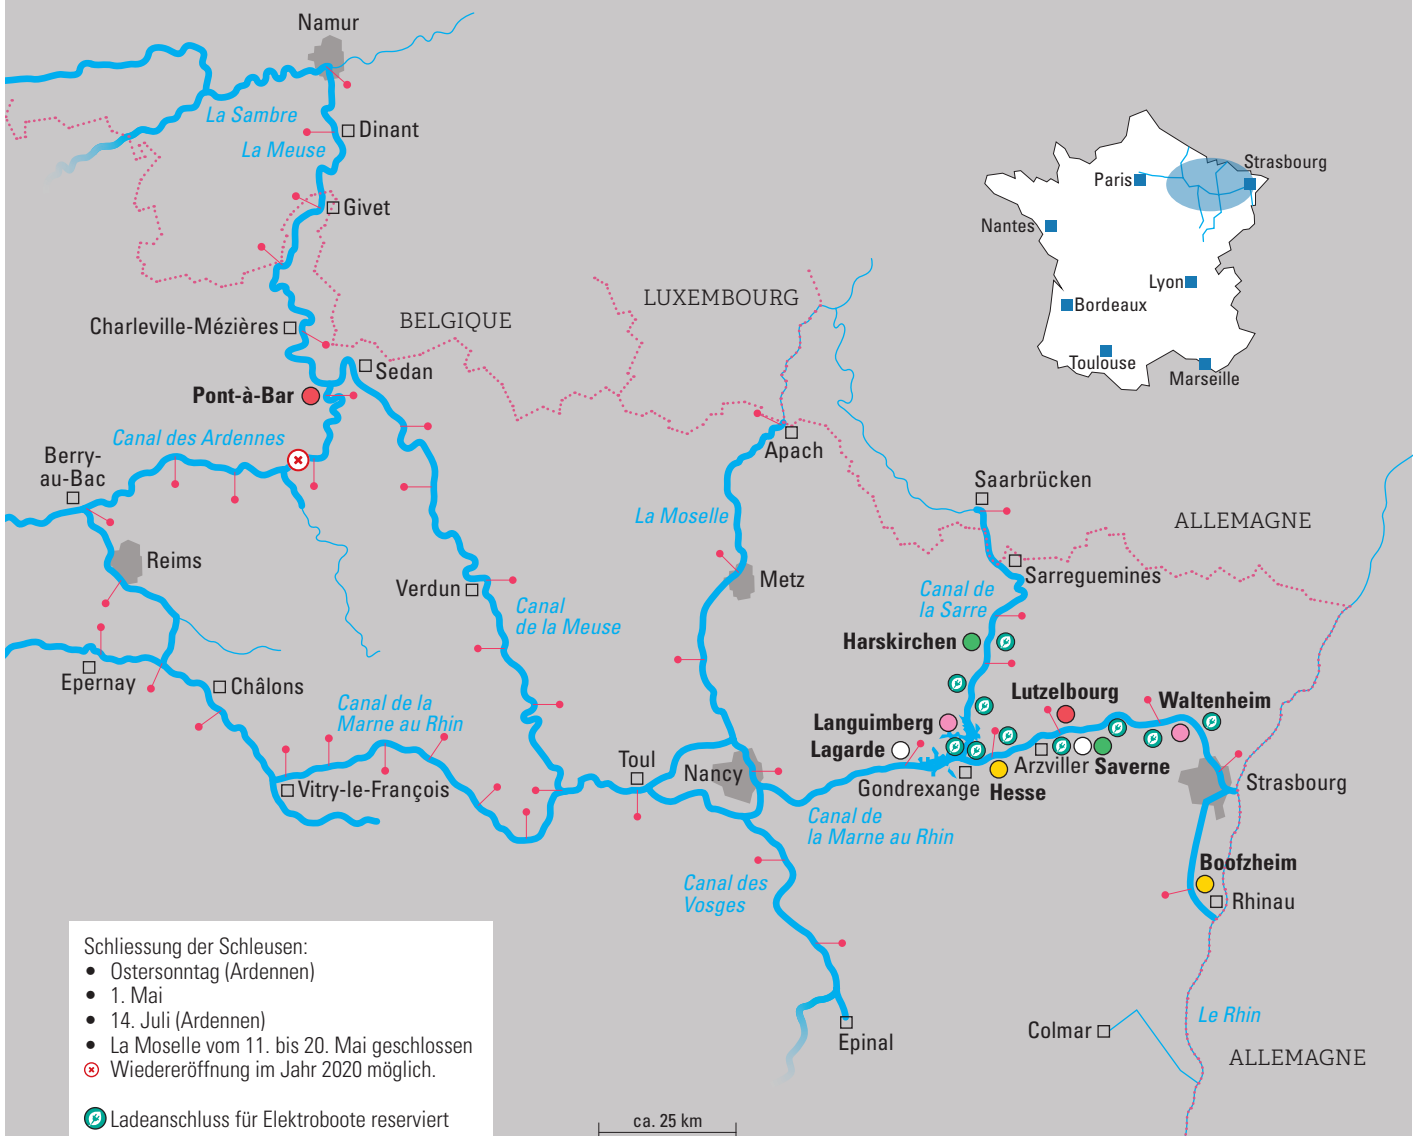 Namur
La Sambre
La Meuse
Dinant
Givet
Charleville-Mézières
BELGIQUE
LUXEMBOURG
Sedan
Pont-à-Bar
Canal des Ardennes
Berry-
au-Bac
Reims
Verdun
Canal
de la Meuse
Epernay
Châlons
Canal de la
Marne au Rhin
Vitry-le-François
Toul
Nancy
La Moselle
Metz
Apach
Saarbrücken
ALLEMAGNE
Sarreguemines
Canal de
la Sarre
Harskirchen
Languimberg
Lagarde
Lutzelbourg
Waltenheim
Gondrexange
Hesse
Arzviller
Saverne
Strasbourg
Canal de
la Marne au Rhin
Canal des
Vosges
Boofzheim
Rhinau
Epinal
Colmar
Le Rhin
ALLEMAGNE
Paris
Strasbourg
Nantes
Lyon
Bordeaux
Toulouse
Marseille
Schliessung der Schleusen:
• Ostersonntag (Ardennen)
• 1. Mai
• 14. Juli (Ardennen)
• La Moselle vom 11. bis 20. Mai geschlossen
Wiedereröffnung im Jahr 2020 möglich.
Ladeanschluss für Elektroboote reserviert
ca. 25 km